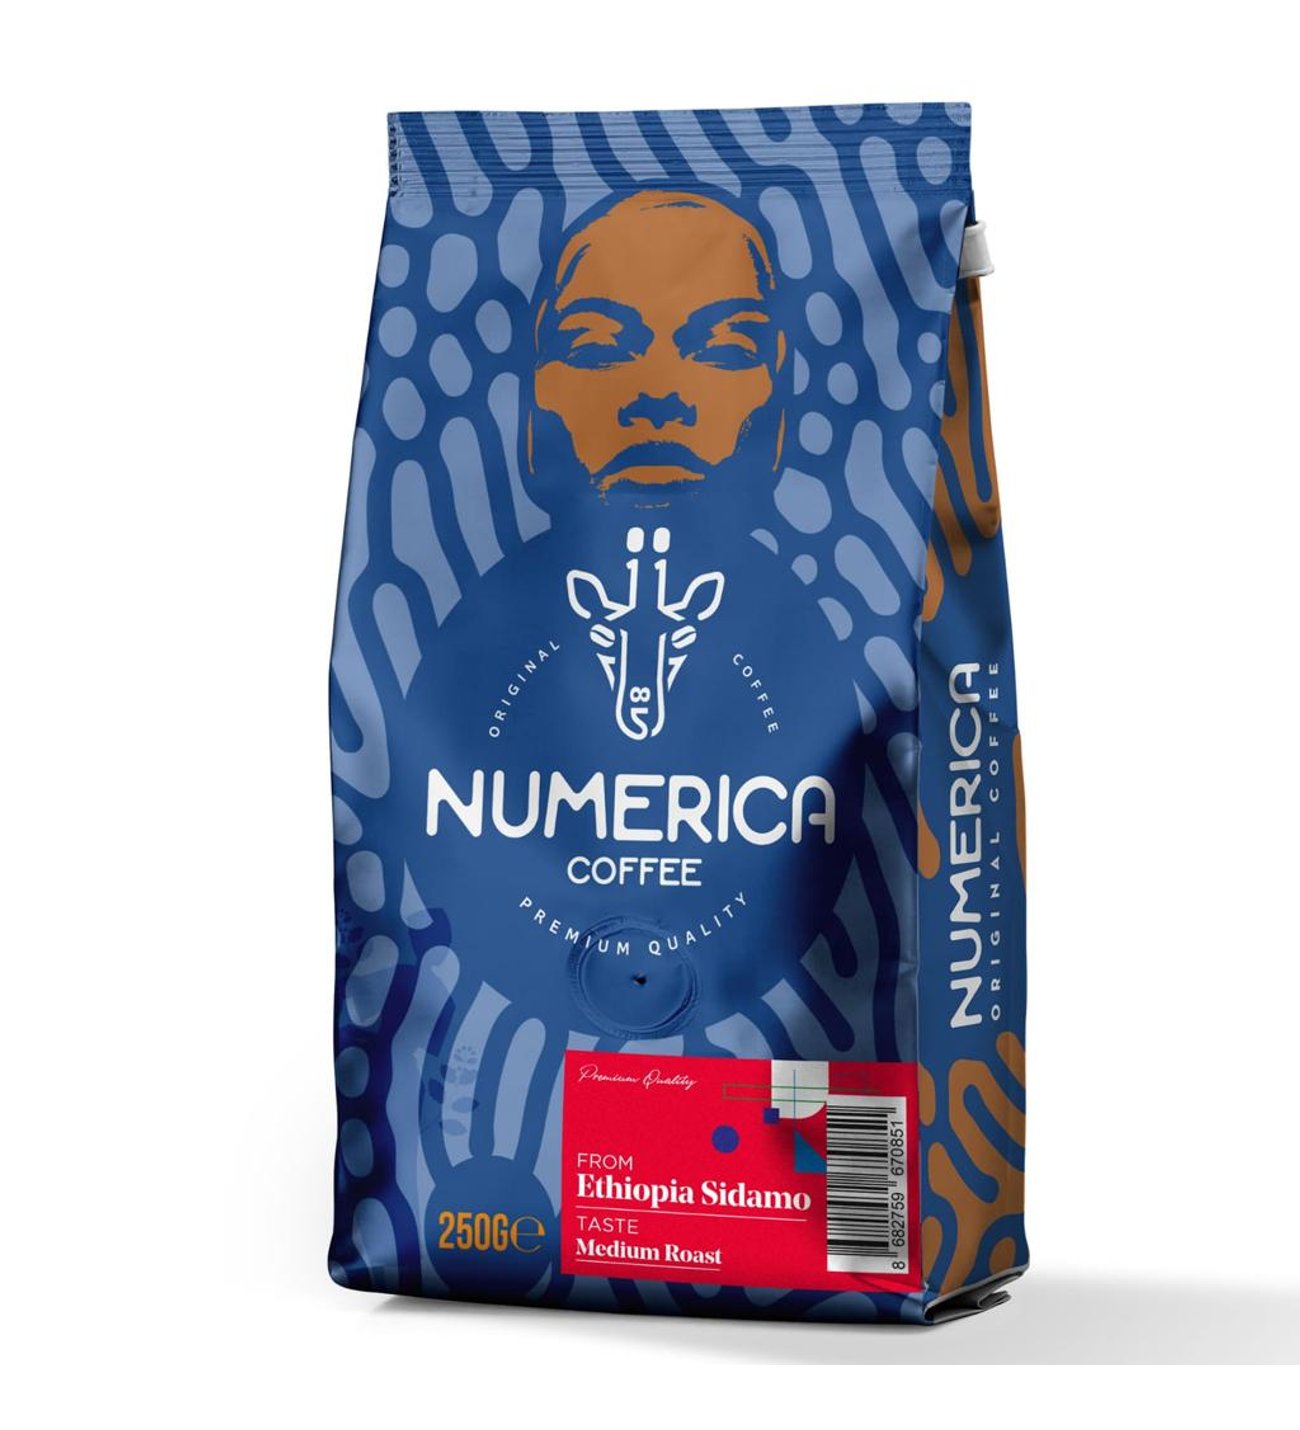 ORIGINAL
COFFEE
NUMERICA
COFFEE
PREMIUM QUALITY
Premium Quality
FROM
Ethiopia Sidamo
TASTE
Medium Roast
250G℮
8 682759 670851
NUMERICA
ORIGINAL COFFEE